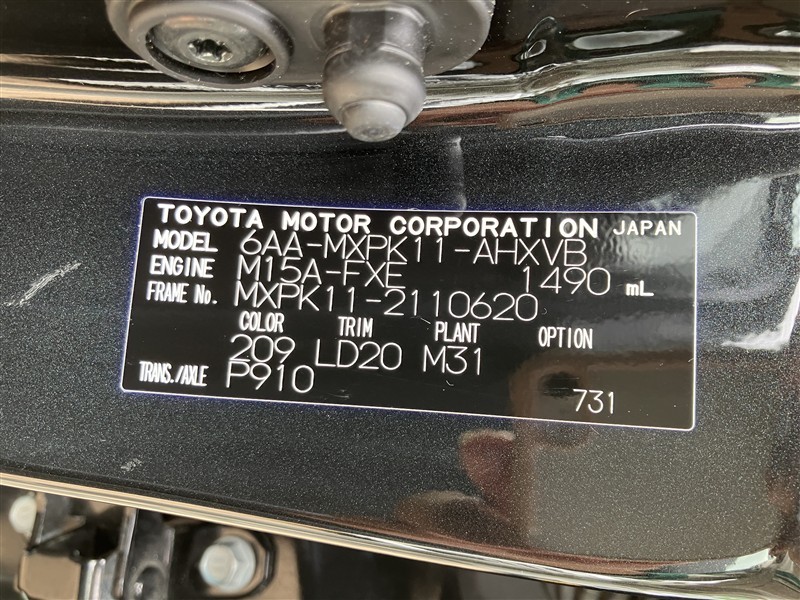 TOYOTA MOTOR CORPORATION JAPAN
MODEL 6AA-MXPK11-AHXVB
ENGINE M15A-FXE 1490 mL
FRAME No. MXPK11-2110620
COLOR TRIM PLANT OPTION
209 LD20 M31
TRANS./AXLE P910
731